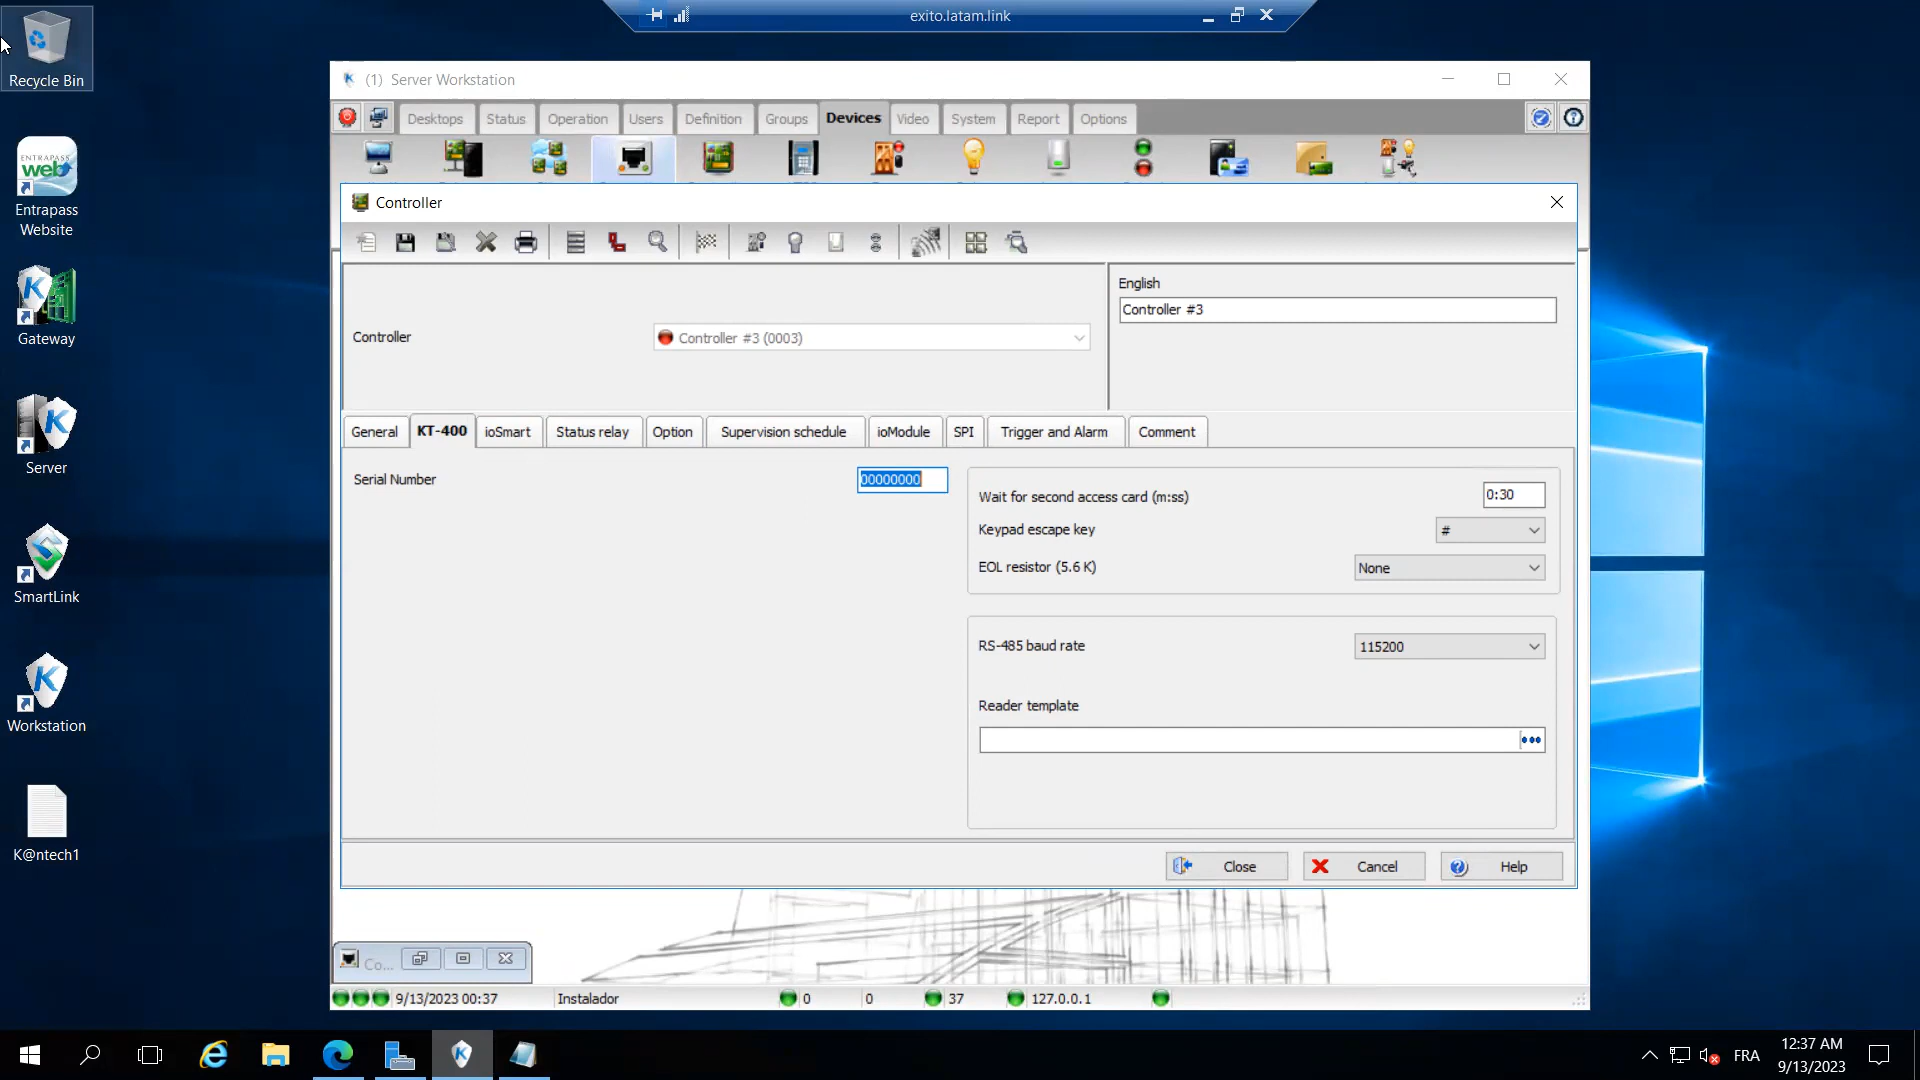 exito.latam.link
Recycle Bin
ENTRAPASS
web
Entrapass
Website
Gateway
Server
SmartLink
Workstation
K@ntech1
(1) Server Workstation
Desktops
Status
Operation
Users
Definition
Groups
Devices
Video
System
Report
Options
Controller
Controller
Controller #3 (0003)
English
Controller #3
General
KT-400
ioSmart
Status relay
Option
Supervision schedule
ioModule
SPI
Trigger and Alarm
Comment
Serial Number
00000000
Wait for second access card (m:ss)
0:30
Keypad escape key
#
EOL resistor (5.6 K)
None
RS-485 baud rate
115200
Reader template
Close
Cancel
Help
Co...
9/13/2023 00:37
Instalador
0
0
37
127.0.0.1
FRA
12:37 AM
9/13/2023